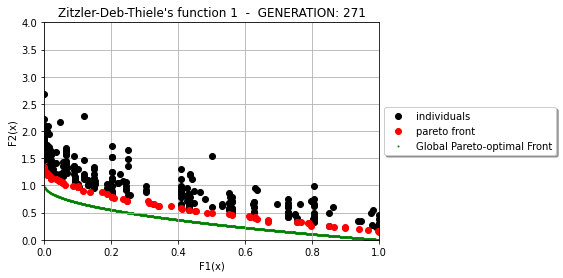 Zitzler-Deb-Thiele's function 1 - GENERATION: 271
4.0
3.5
3.0
2.5
2.0
1.5
1.0
0.5
0.0
F2(x)
0.0 0.2 0.4 0.6 0.8 1.0
F1(x)
individuals
pareto front
Global Pareto-optimal Front